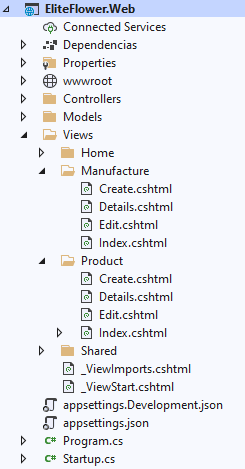 EliteFlower.Web
Connected Services
Dependencias
Properties
wwwroot
Controllers
Models
Views
Home
Manufacture
Create.cshtml
Details.cshtml
Edit.cshtml
Index.cshtml
Product
Create.cshtml
Details.cshtml
Edit.cshtml
Index.cshtml
Shared
_ViewImports.cshtml
_ViewStart.cshtml
appsettings.Development.json
appsettings.json
C# Program.cs
C# Startup.cs